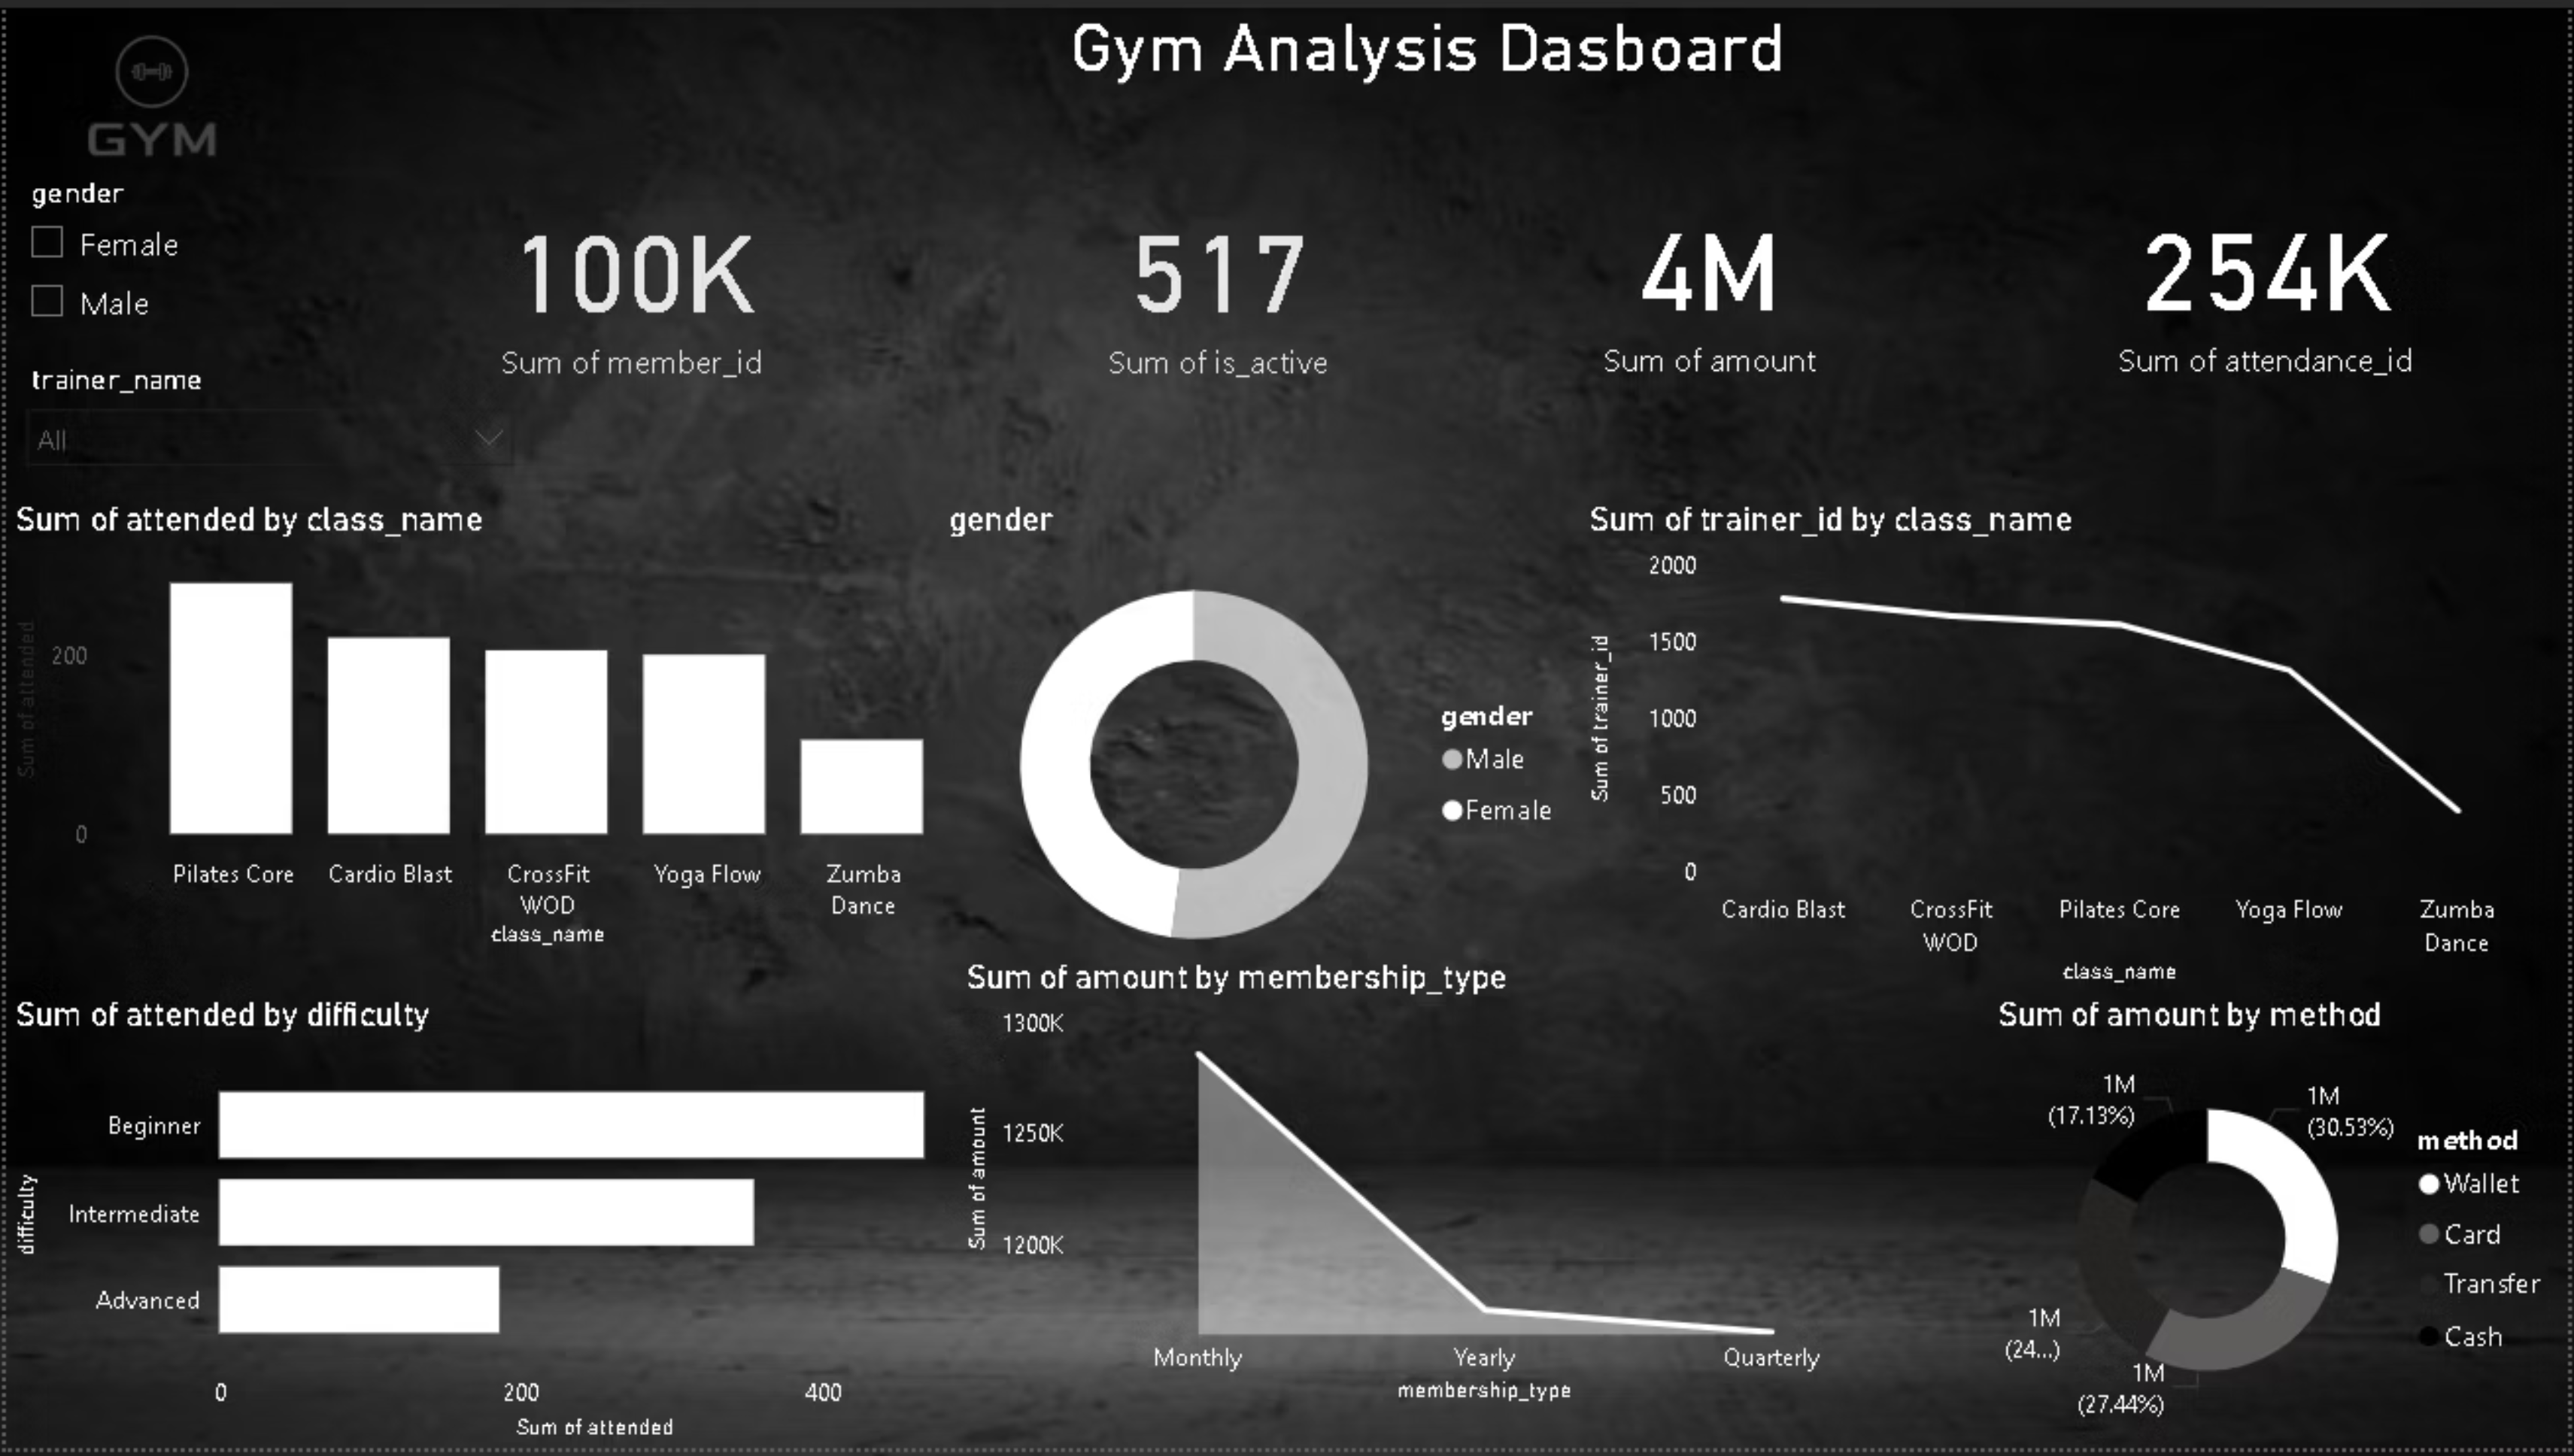 Gym Analysis Dasboard
GYM
gender
Female
Male
trainer_name
All
100K
Sum of member_id
517
Sum of is_active
4M
Sum of amount
254K
Sum of attendance_id
Sum of attended by class_name
Sum of attended
200
0
Pilates Core
Cardio Blast
CrossFit
WOD
Yoga Flow
Zumba
Dance
class_name
gender
gender
Male
Female
Sum of trainer_id by class_name
Sum of trainer_id
2000
1500
1000
500
0
Cardio Blast
CrossFit
WOD
Pilates Core
Yoga Flow
Zumba
Dance
class_name
Sum of attended by difficulty
difficulty
Beginner
Intermediate
Advanced
0
200
400
Sum of attended
Sum of amount by membership_type
Sum of amount
1300K
1250K
1200K
Monthly
Yearly
Quarterly
membership_type
Sum of amount by method
1M
(17.13%)
1M
(30.53%)
1M
(24...)
1M
(27.44%)
method
Wallet
Card
Transfer
Cash